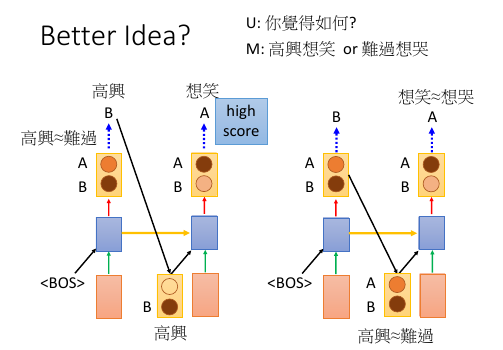 Better Idea?
U: 你覺得如何?
M: 高興想笑 or 難過想哭
高興
B
高興≈難過
A
B
<BOS>
B
高興
想笑
A
high
score
A
B
B
A
B
<BOS>
A
B
高興≈難過
想笑≈想哭
A
A
B